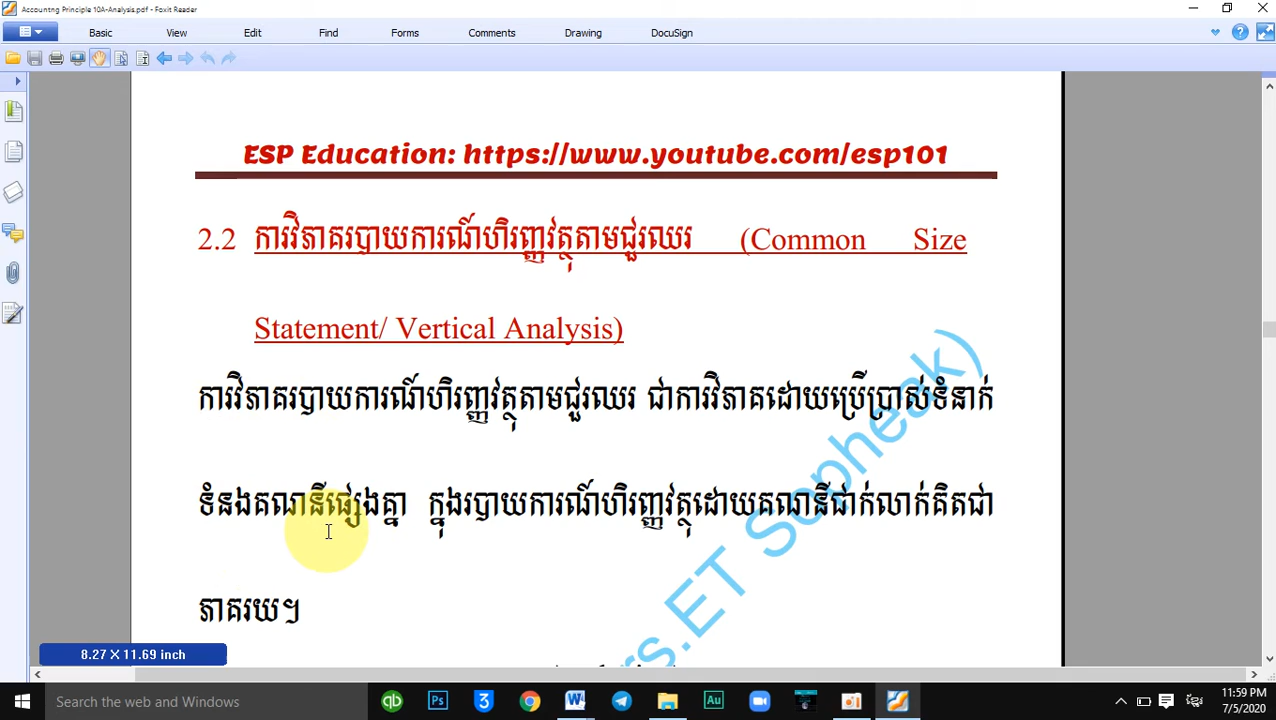 Accountng Principle 10A-Analysis.pdf - Foxit Reader
Basic View Edit Find Forms Comments Drawing DocuSign
ESP Education: https://www.youtube.com/esp101
2.2 ការវិភាគរបាយការណ៍ហិរញ្ញវត្ថុតាមជួរឈរ (Common Size
Statement/ Vertical Analysis)
ការវិភាគរបាយការណ៍ហិរញ្ញវត្ថុតាមជួរឈរ ជាការវិភាគដោយប្រើប្រាស់ទំនាក់
ទំនងគណនីផ្សេងគ្នា ក្នុងរបាយការណ៍ហិរញ្ញវត្ថុដោយគណនីជាក់លាក់គិតជា
ភាគរយ។
rs.ET Sopheak)
8.27 X 11.69 inch
Search the web and Windows
11:59 PM
7/5/2020